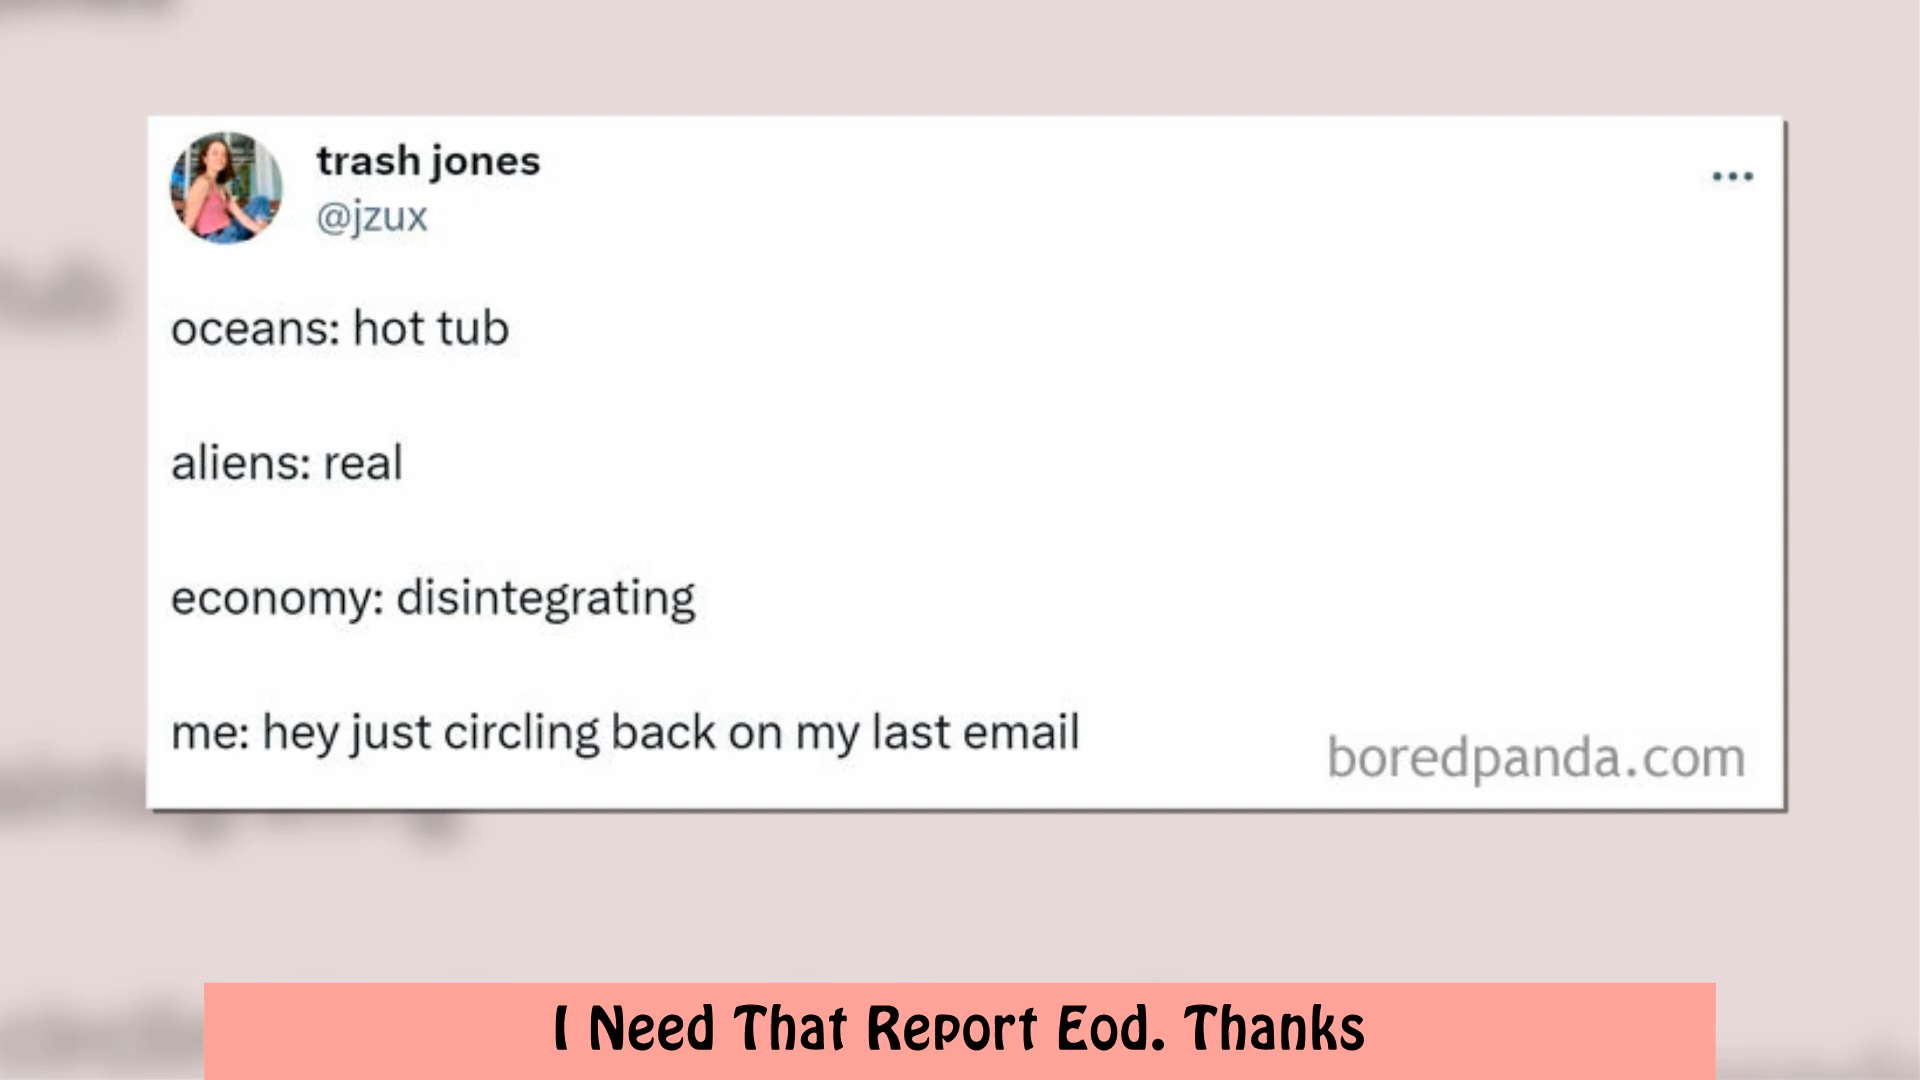 trash jones
@jzux
oceans: hot tub
aliens: real
economy: disintegrating
me: hey just circling back on my last email
boredpanda.com
I Need That Report Eod. Thanks